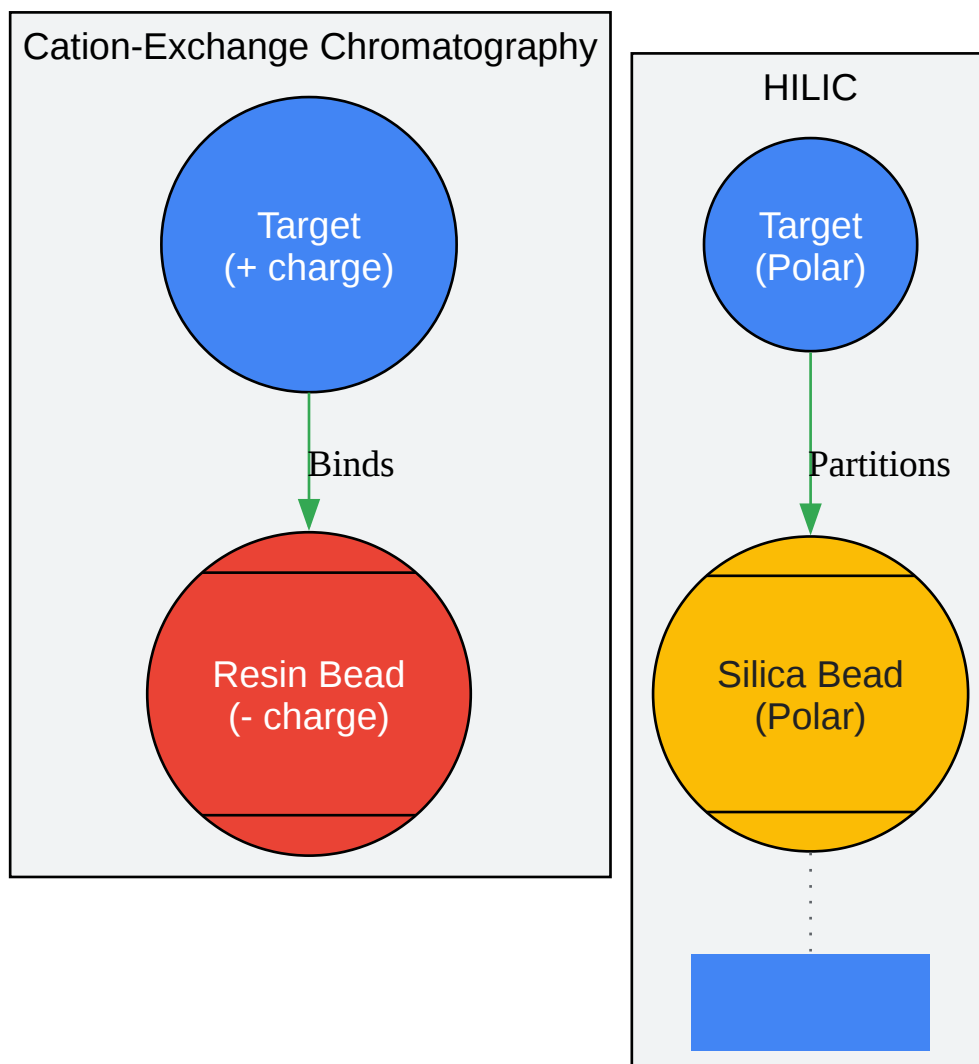 Cation-Exchange Chromatography
Target
(+ charge)
Binds
Resin Bead
(- charge)
HILIC
Target
(Polar)
Partitions
Silica Bead
(Polar)